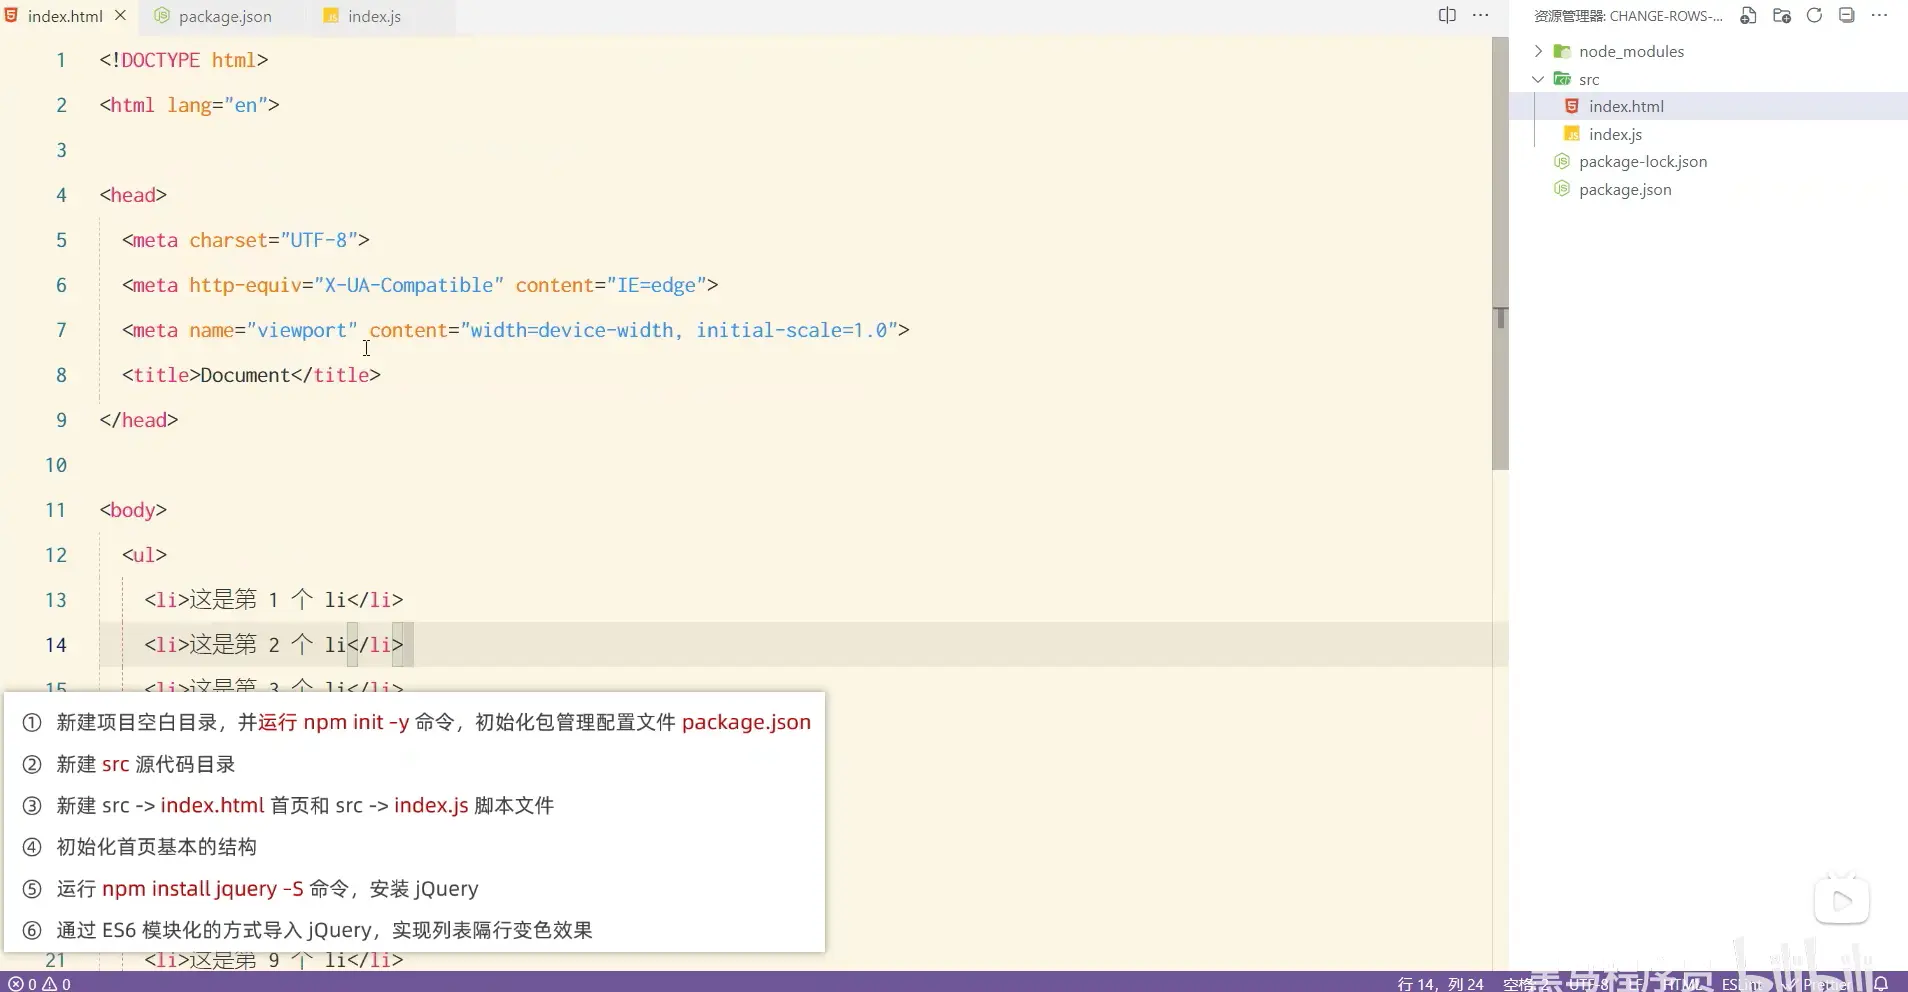 index.html
package.json
index.js
资源管理器: CHANGE-ROWS-...
node_modules
src
index.html
index.js
package-lock.json
package.json
1 <!DOCTYPE html>
2 <html lang="en">
3
4 <head>
5 <meta charset="UTF-8">
6 <meta http-equiv="X-UA-Compatible" content="IE=edge">
7 <meta name="viewport" content="width=device-width, initial-scale=1.0">
8 <title>Document</title>
9 </head>
10
11 <body>
12 <ul>
13 <li>这是第 1 个 li</li>
14 <li>这是第 2 个 li</li>
15 <li>这是第 3 个 li</li>
① 新建项目空白目录，并运行 npm init –y 命令，初始化包管理配置文件 package.json
② 新建 src 源代码目录
③ 新建 src -> index.html 首页和 src -> index.js 脚本文件
④ 初始化首页基本的结构
⑤ 运行 npm install jquery –S 命令，安装 jQuery
⑥ 通过 ES6 模块化的方式导入 jQuery，实现列表隔行变色效果
21 <li>这是第 9 个 li</li>
0 0
行 14，列 24
UTF-8
HTML
黑马程序员
bilibili